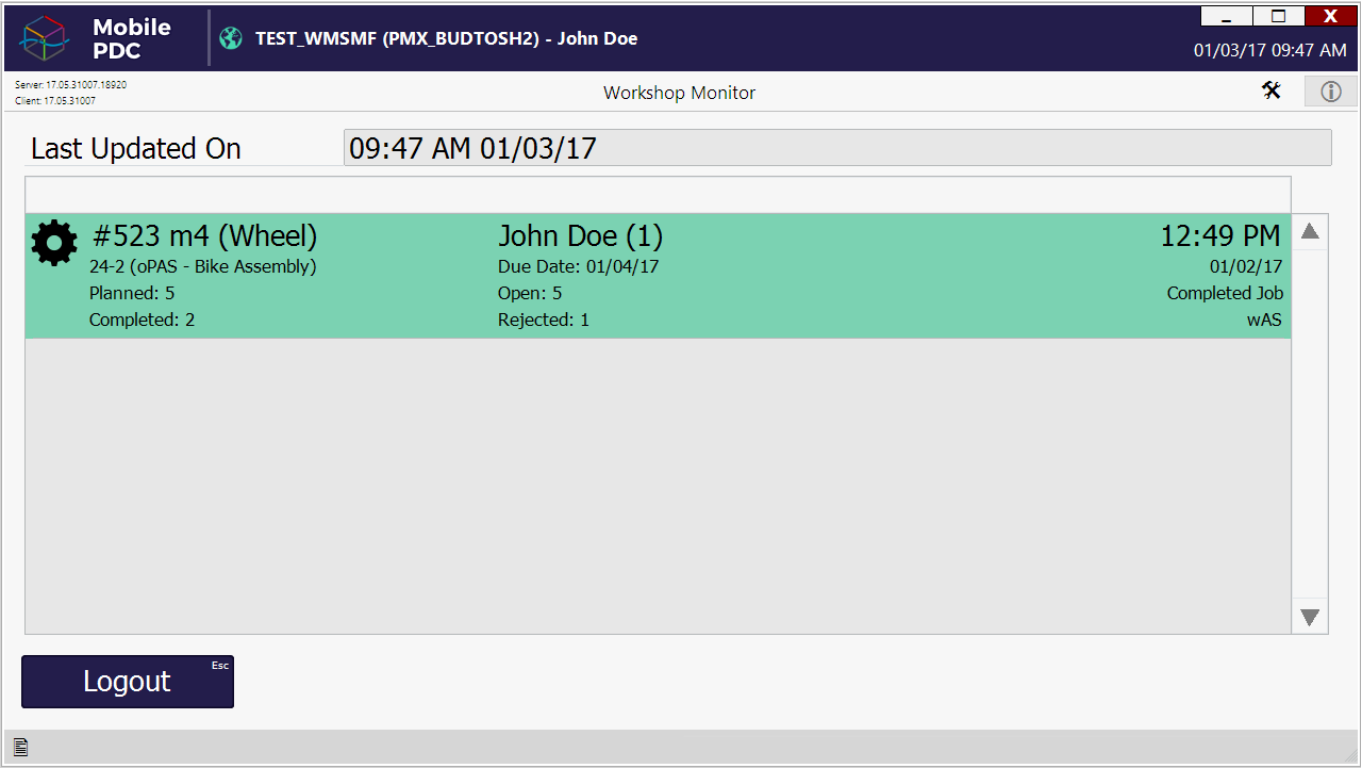 Mobile
PDC
TEST_WMSMF (PMX_BUDTOSH2) - John Doe
X
01/03/17 09:47 AM
Server: 17.05.31007.18920
Client: 17.05.31007
Workshop Monitor
Last Updated On 09:47 AM 01/03/17
#523 m4 (Wheel) John Doe (1) 12:49 PM
24-2 (oPAS - Bike Assembly) Due Date: 01/04/17 01/02/17
Planned: 5 Open: 5 Completed Job
Completed: 2 Rejected: 1 wAS
Logout Esc